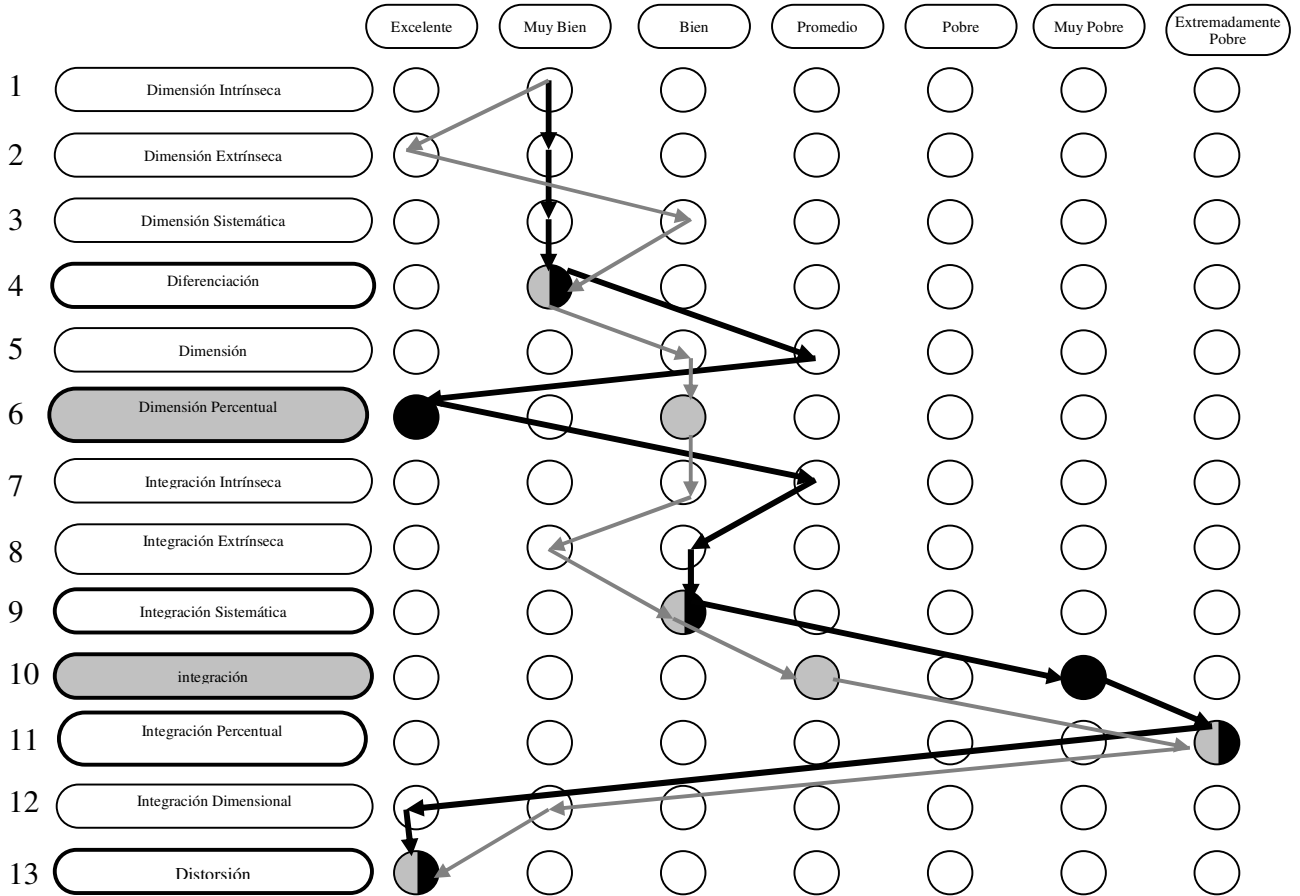 Excelente
Muy Bien
Bien
Promedio
Pobre
Muy Pobre
Extremadamente
Pobre
1 Dimensión Intrínseca
2 Dimensión Extrínseca
3 Dimensión Sistemática
4 Diferenciación
5 Dimensión
6 Dimensión Percentual
7 Integración Intrínseca
8 Integración Extrínseca
9 Integración Sistemática
10 integración
11 Integración Percentual
12 Integración Dimensional
13 Distorsión